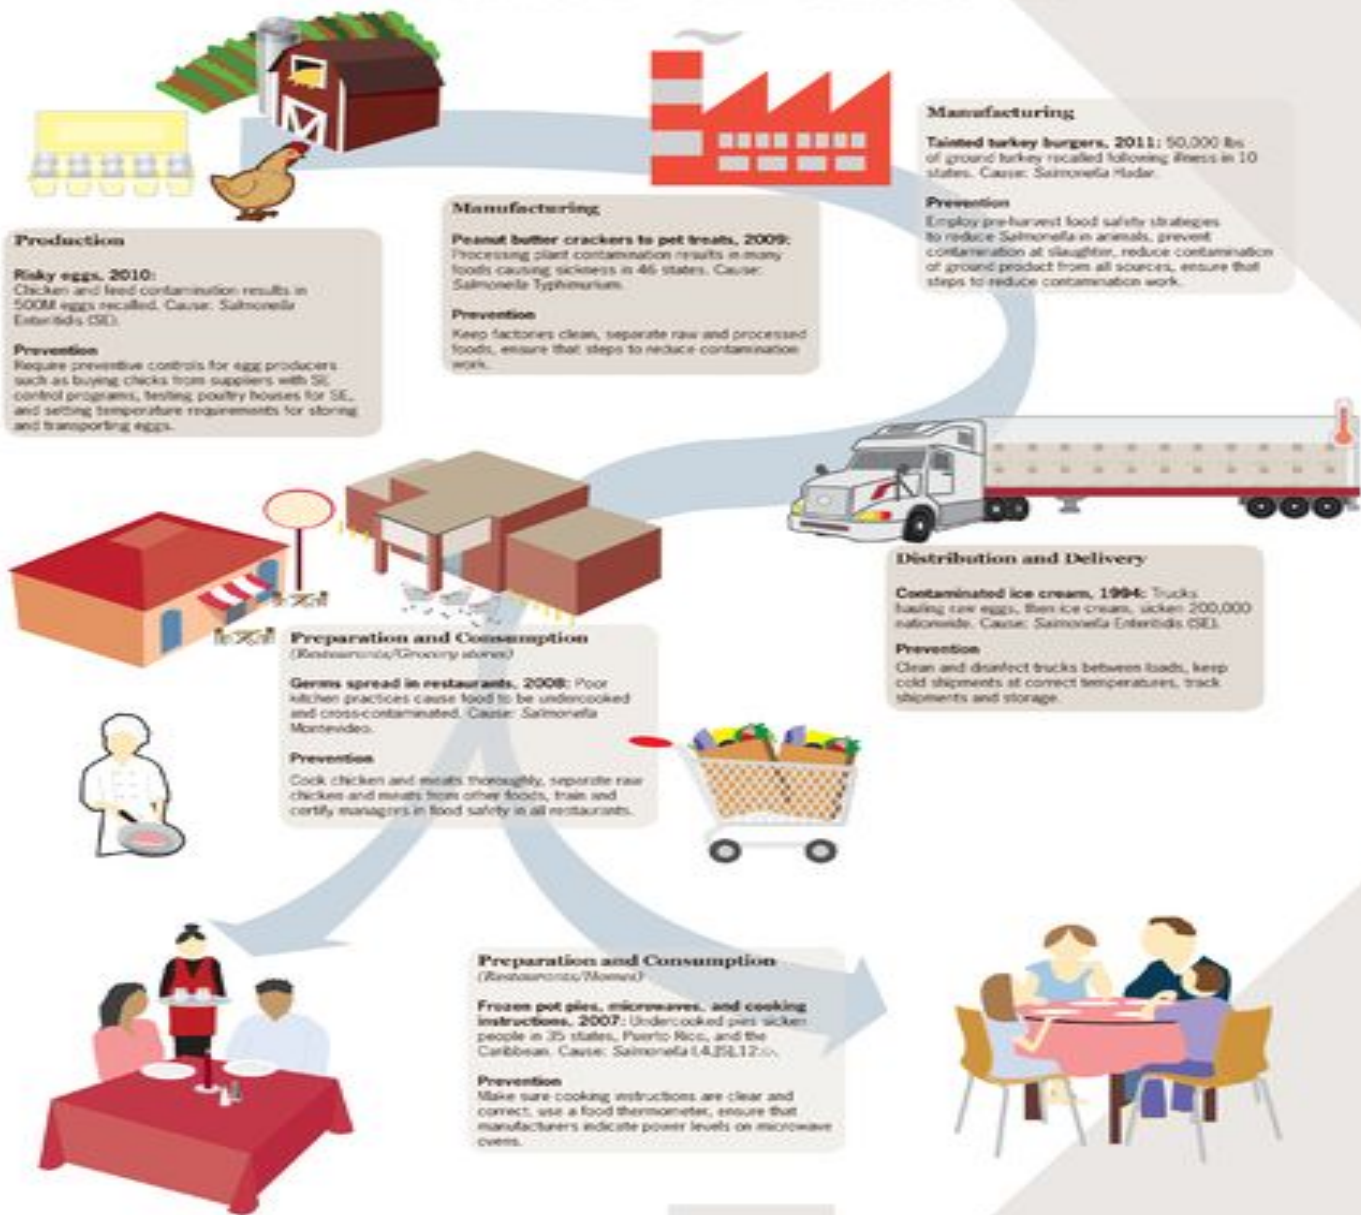 Production
Risky eggs, 2010:
Chicken and feed contamination results in
500M eggs recalled. Cause: Salmonella
Enteritidis (SE).
Prevention
Require preventive controls for egg producers
such as buying chicks from suppliers with SE
control programs, testing poultry houses for SE,
and setting temperature requirements for storing
and transporting eggs.
Manufacturing
Peanut butter crackers to pet treats, 2009:
Processing plant contamination results in many
foods causing sickness in 46 states. Cause:
Salmonella Typhimurium.
Prevention
Keep factories clean, separate raw and processed
foods, ensure that steps to reduce contamination
work.
Manufacturing
Tainted turkey burgers, 2011: 50,000 lbs
of ground turkey recalled following illness in 10
states. Cause: Salmonella Hadar.
Prevention
Employ pre-harvest food safety strategies
to reduce Salmonella in animals, prevent
contamination at slaughter, reduce contamination
of ground product from all sources, ensure that
steps to reduce contamination work.
Distribution and Delivery
Contaminated ice cream, 1994: Trucks
hauling raw eggs, then ice cream, sicken 200,000
nationwide. Cause: Salmonella Enteritidis (SE).
Prevention
Clean and disinfect trucks between loads, keep
cold shipments at correct temperatures, track
shipments and storage.
Preparation and Consumption
(Restaurants/Grocery stores)
Germs spread in restaurants, 2008: Poor
kitchen practices cause food to be undercooked
and cross-contaminated. Cause: Salmonella
Montevideo.
Prevention
Cook chicken and meats thoroughly, separate raw
chicken and meats from other foods, train and
certify managers in food safety in all restaurants.
Preparation and Consumption
(Restaurants/Homes)
Frozen pot pies, microwaves, and cooking
instructions, 2007: Undercooked pies sicken
people in 35 states, Puerto Rico, and the
Caribbean. Cause: Salmonella
Prevention
Make sure cooking instructions are clear and
correct, use a food thermometer, ensure that
manufacturers indicate power levels on microwave
ovens.